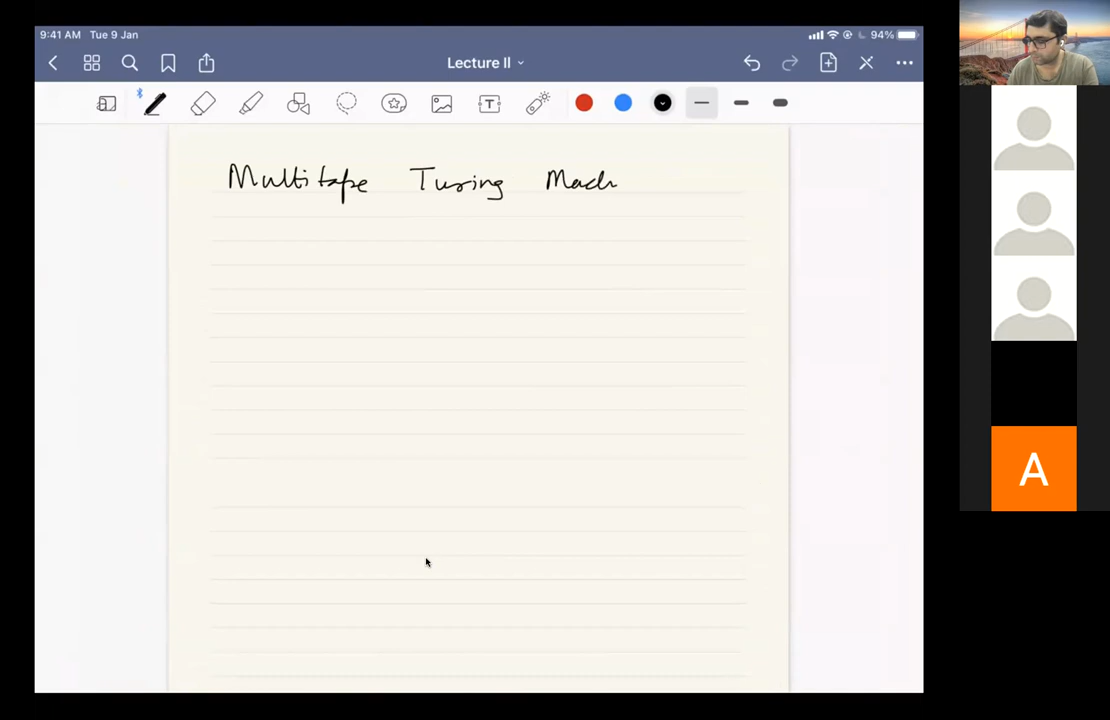 9:41 AM Tue 9 Jan 94%
Lecture II
T
Multitape Turing Mach
A